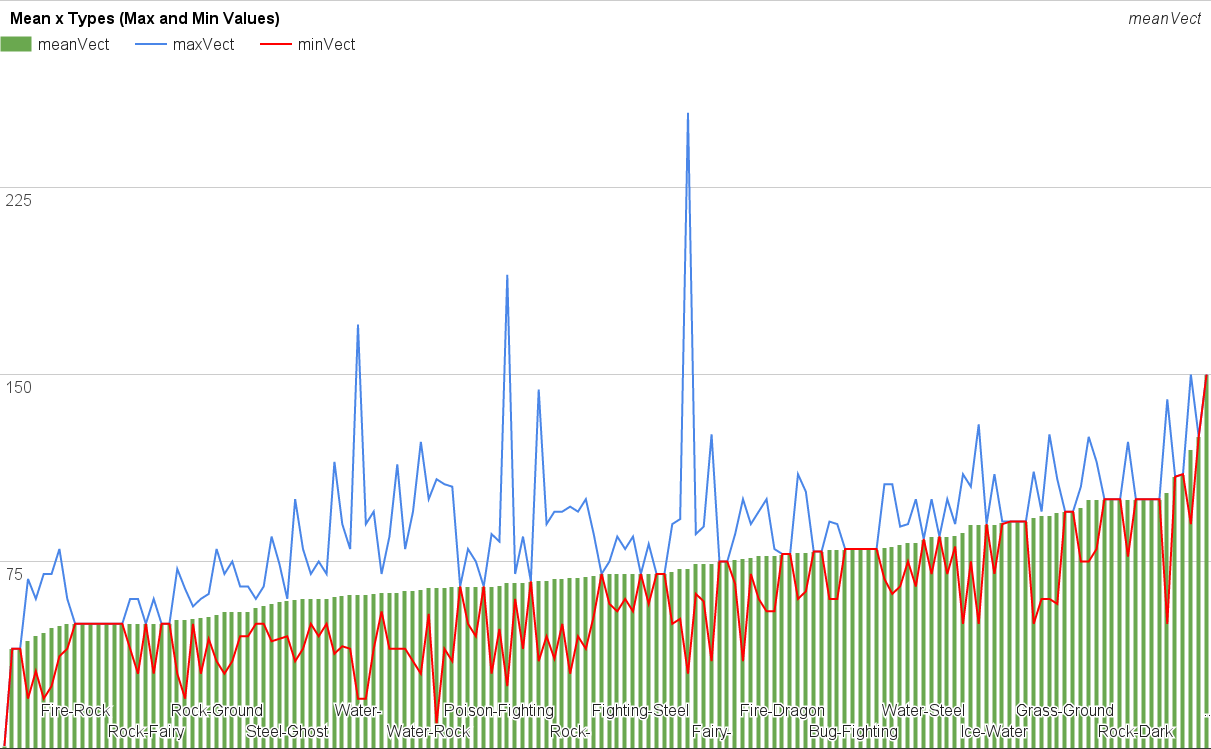 Mean x Types (Max and Min Values)
meanVect
meanVect maxVect minVect
225
150
75
Fire-Rock Rock-Ground Water- Poison-Fighting Fighting-Steel Fire-Dragon Water-Steel Grass-Ground ..
Rock-Fairy Steel-Ghost Water-Rock Rock- Fairy- Bug-Fighting Ice-Water Rock-Dark